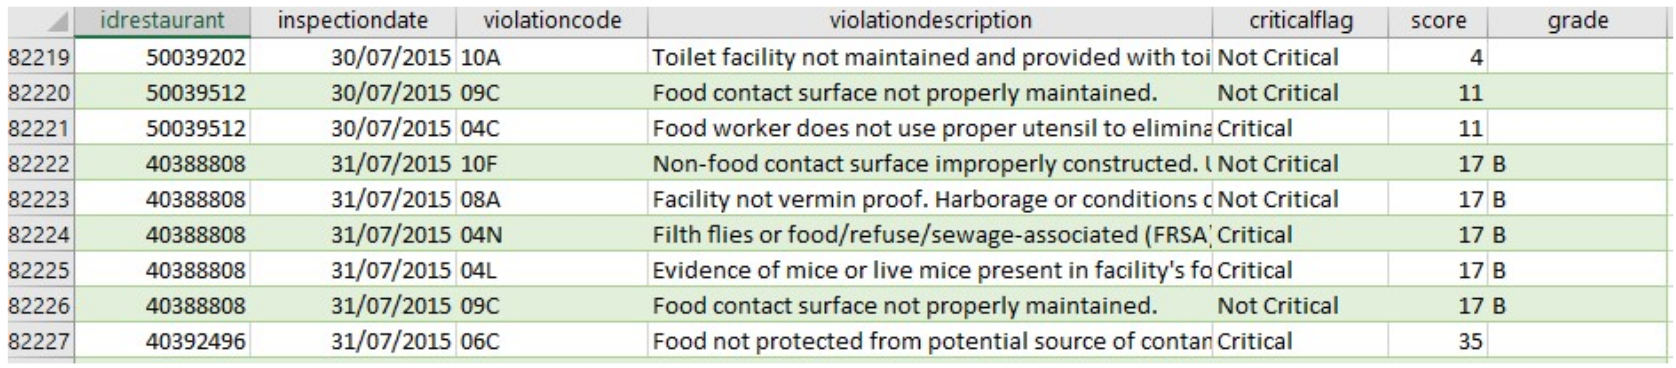 idrestaurant inspectiondate violationcode violationdescription criticalflag score grade
82219 50039202 30/07/2015 10A Toilet facility not maintained and provided with toi Not Critical 4
82220 50039512 30/07/2015 09C Food contact surface not properly maintained. Not Critical 11
82221 50039512 30/07/2015 04C Food worker does not use proper utensil to elimina Critical 11
82222 40388808 31/07/2015 10F Non-food contact surface improperly constructed. Not Critical 17 B
82223 40388808 31/07/2015 08A Facility not vermin proof. Harborage or conditions Not Critical 17 B
82224 40388808 31/07/2015 04N Filth flies or food/refuse/sewage-associated (FRSA) Critical 17 B
82225 40388808 31/07/2015 04L Evidence of mice or live mice present in facility's fo Critical 17 B
82226 40388808 31/07/2015 09C Food contact surface not properly maintained. Not Critical 17 B
82227 40392496 31/07/2015 06C Food not protected from potential source of contan Critical 35